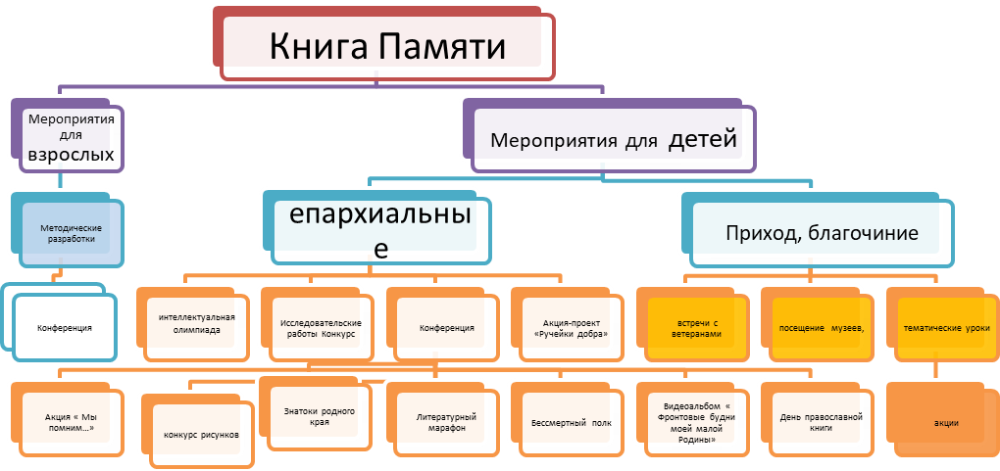 Книга Памяти
Мероприятия
для
взрослых
Мероприятия для детей
Методические
разработки
епархиальны
е
Приход, благочиние
Конференция
интеллектуальная
олимпиада
Исследовательские
работы Конкурс
Конференция
Акция-проект
«Ручейки добра»
встречи с
ветеранами
посещение музеев,
тематические уроки
Акция « Мы
помним...»
конкурс рисунков
Знатоки родного
края
Литературный
марафон
Бессмертный полк
Видеоальбом «
Фронтовые будни
моей малой
Родины»
День православной
книги
акции